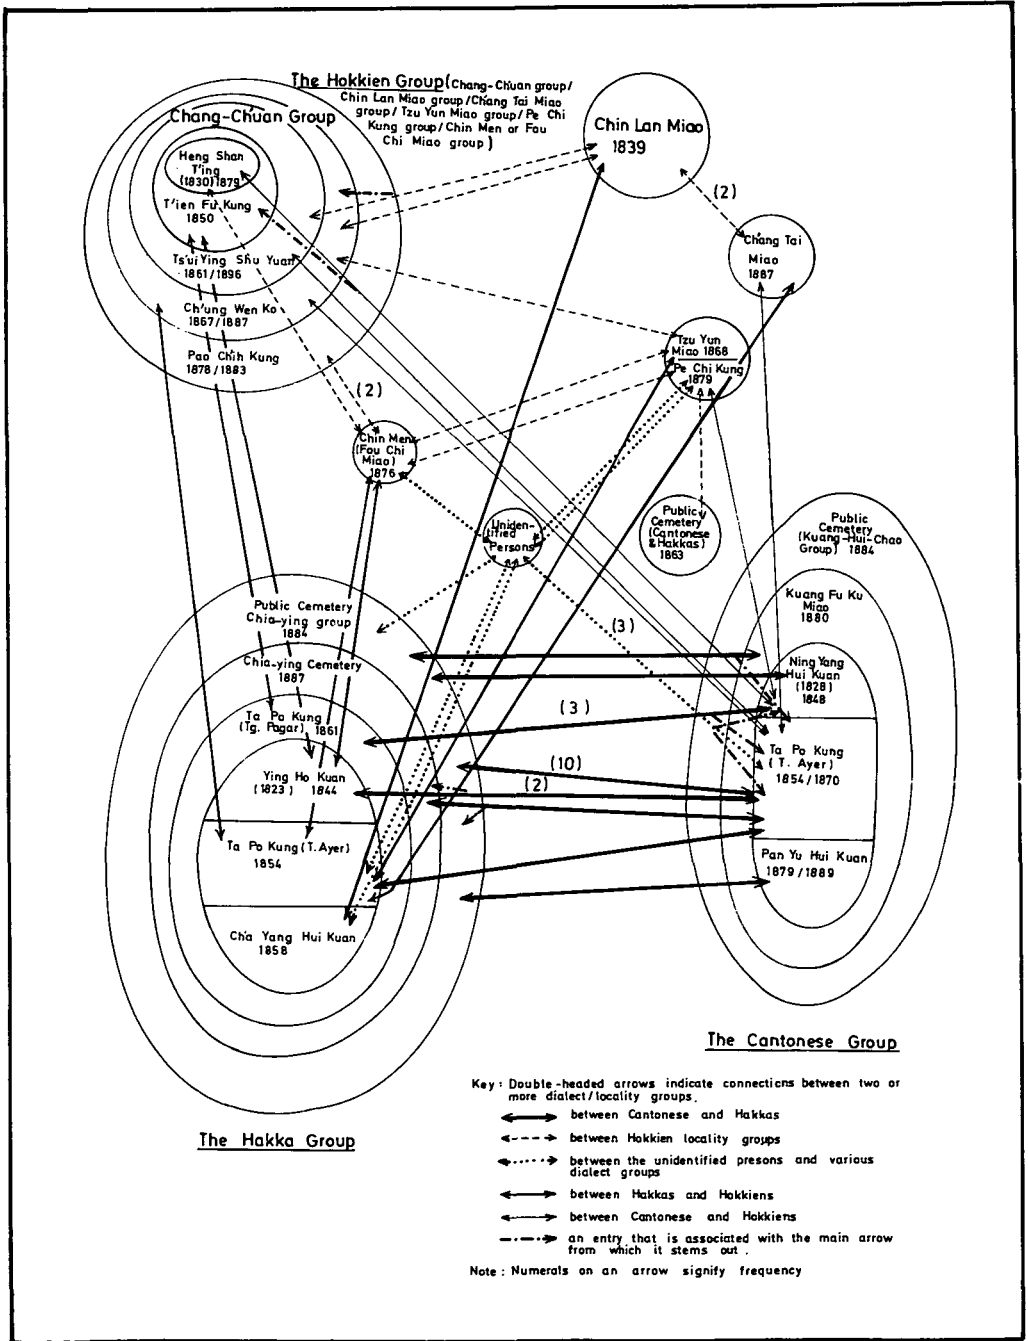 The Hokkien Group (Chang-Ch'uan group/
Chin Lan Miao group/Ch'ang Tai Miao
group/Tzu Yun Miao group/Pe Chi
Kung group/Chin Men or Fou
Chi Miao group)
Chang-Ch'uan Group
Heng Shan
T'ing
(1830)1879
T'ien Fu Kung
1850
Ts'ui Ying Shu Yuan
1861/1896
Ch'ung Wen Ko
1867/1887
Pao Chih Kung
1878/1883
Chin Lan Miao
1839
(2)
Ch'ang Tai
Miao
1887
Tzu Yun
Miao 1868
Pe Chi Kung
1879
(2)
Chin Men
(Fou Chi
Miao)
1876
Uniden-
tified
Persons
Public
Cemetery
(Cantonese
& Hakkas)
1863
Public
Cemetery
(Kuang-Hui-Chao
Group) 1884
Kuang Fu Ku
Miao
1880
Ning Yang
Hui Kuan
(1828)
1848
Ta Po Kung
(T. Ayer)
1854/1870
Pan Yu Hui Kuan
1879/1889
(3)
(3)
(10)
(2)
Public Cemetery
Chia-ying group
1884
Chia-ying Cemetery
1887
Ta Po Kung
(Tg. Pagar) 1861
Ying Ho Kuan
(1823) 1844
Ta Po Kung (T. Ayer)
1854
Ch'a Yang Hui Kuan
1858
The Cantonese Group
The Hakka Group
Key : Double-headed arrows indicate connections between two or
more dialect/locality groups.
between Cantonese and Hakkas
between Hokkien locality groups
between the unidentified presons and various
dialect groups
between Hakkas and Hokkiens
between Cantonese and Hokkiens
an entry that is associated with the main arrow
from which it stems out .
Note : Numerals on an arrow signify frequency